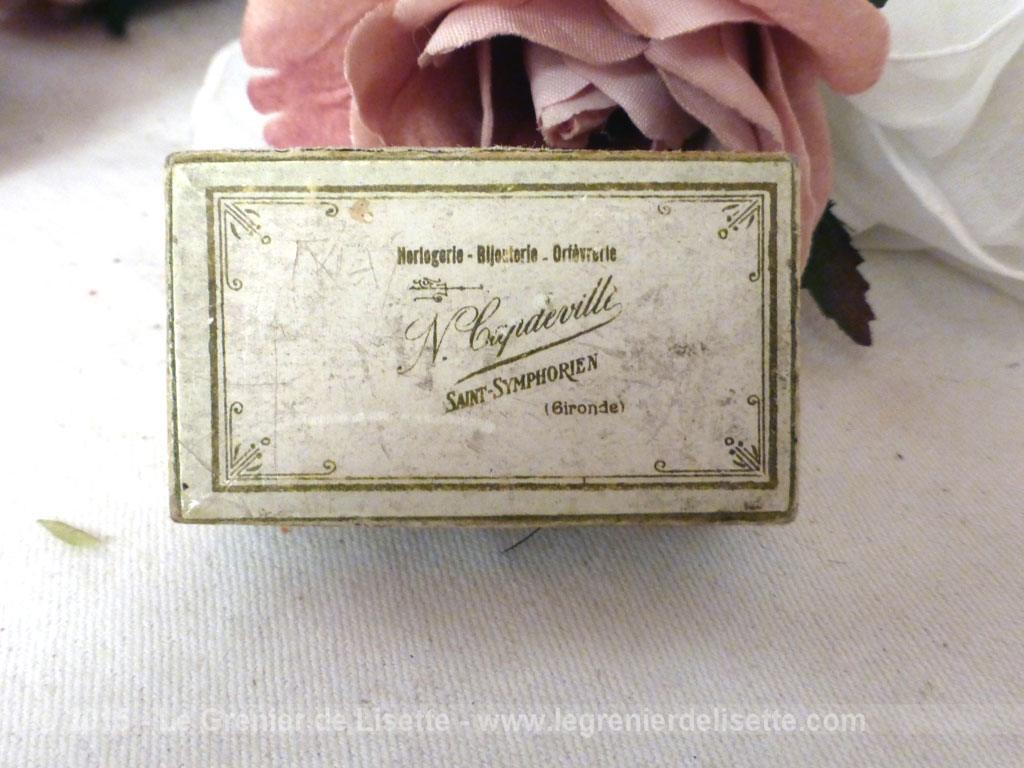 Horlogerie - Bijouterie - Orfèvrerie
N. Capdeville
SAINT-SYMPHORIEN
(Gironde)
© 2015 - Le Grenier de Lisette - www.legrenierdelisette.com